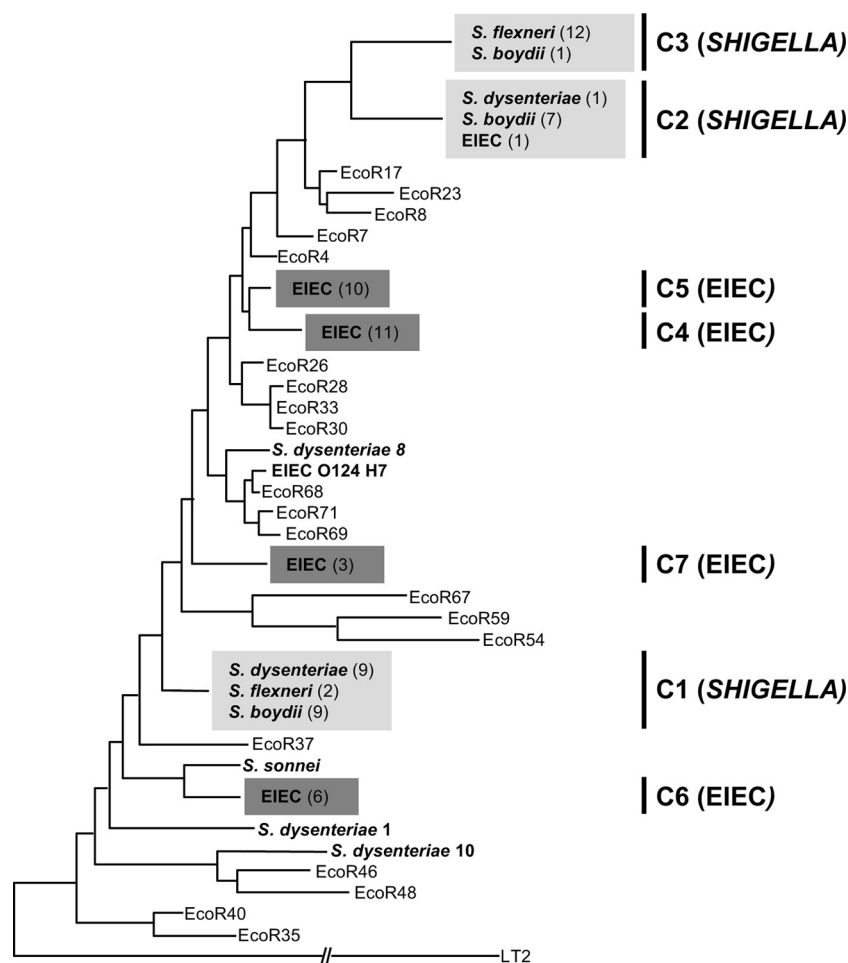 S. flexneri (12)
S. boydii (1)
C3 (SHIGELLA)
S. dysenteriae (1)
S. boydii (7)
EIEC (1)
C2 (SHIGELLA)
EcoR17
EcoR23
EcoR8
EcoR7
EcoR4
EIEC (10)
C5 (EIEC)
EIEC (11)
C4 (EIEC)
EcoR26
EcoR28
EcoR33
EcoR30
S. dysenteriae 8
EIEC O124 H7
EcoR68
EcoR71
EcoR69
EIEC (3)
C7 (EIEC)
EcoR67
EcoR59
EcoR54
S. dysenteriae (9)
S. flexneri (2)
S. boydii (9)
C1 (SHIGELLA)
EcoR37
S. sonnei
EIEC (6)
C6 (EIEC)
S. dysenteriae 1
S. dysenteriae 10
EcoR46
EcoR48
EcoR40
EcoR35
LT2